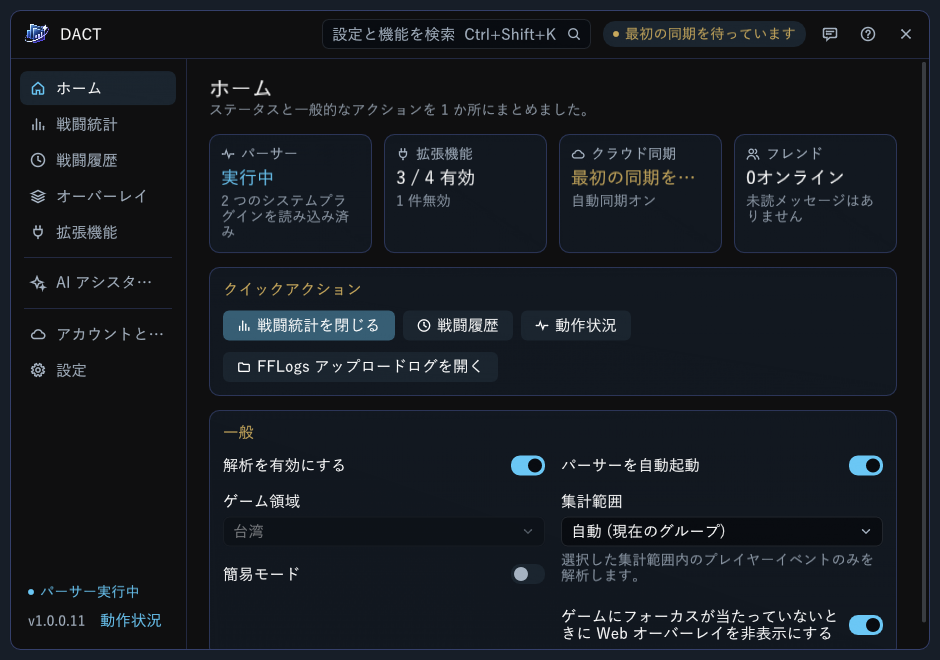 DACT
設定と機能を検索 Ctrl+Shift+K
最初の同期を待っています
ホーム
戦闘統計
戦闘履歴
オーバーレイ
拡張機能
AI アシスタ…
アカウントと…
設定
パーサー実行中
v1.0.0.11 動作状況
ホーム
ステータスと一般的なアクションを 1 か所にまとめました。
パーサー
実行中
2 つのシステムプラ
グインを読み込み済
み
拡張機能
3 / 4 有効
1 件無効
クラウド同期
最初の同期を…
自動同期オン
フレンド
0オンライン
未読メッセージはあ
りません
クイックアクション
戦闘統計を閉じる
戦闘履歴
動作状況
FFLogs アップロードログを開く
一般
解析を有効にする
パーサーを自動起動
ゲーム領域
台湾
集計範囲
自動 (現在のグループ)
選択した集計範囲内のプレイヤーイベントのみを
解析します。
簡易モード
ゲームにフォーカスが当たっていないと
きに Web オーバーレイを非表示にする